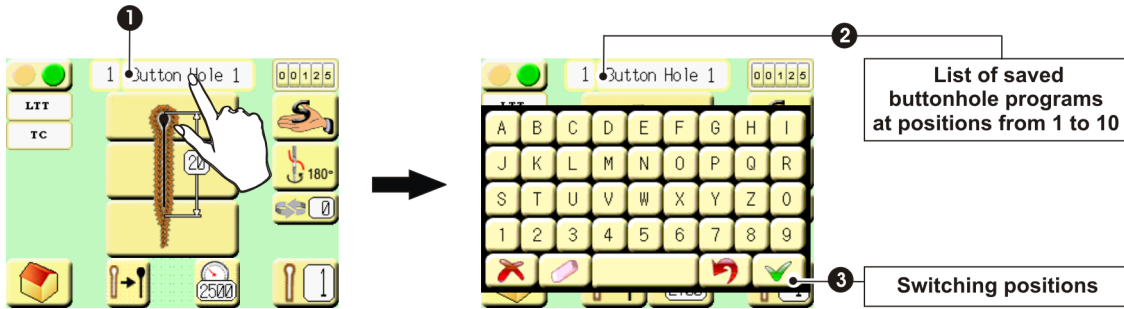 1
1 Button Hole 1
00125
LTT
TC
20
180°
0
2500
1
2
1 Button Hole 1
00125
List of saved
buttonhole programs
at positions from 1 to 10
A B C D E F G H I
J K L M N O P Q R
S T U V W X Y Z 0
1 2 3 4 5 6 7 8 9
3
Switching positions